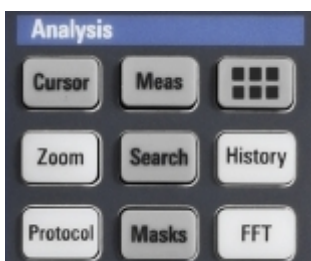 Analysis
Cursor Meas
Zoom Search History
Protocol Masks FFT